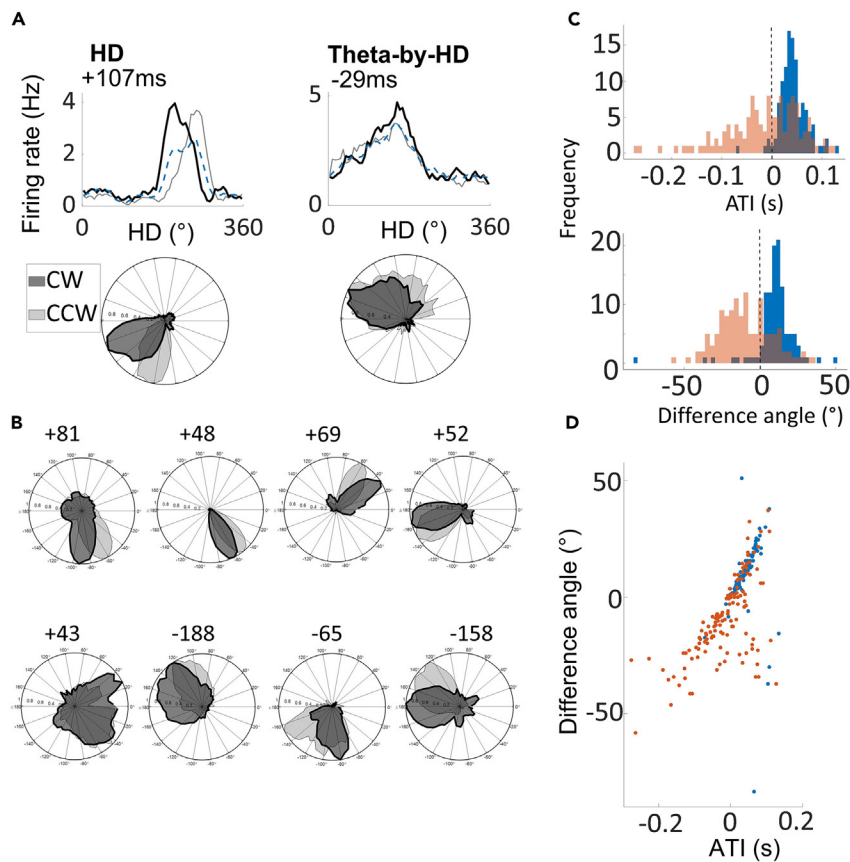 A
HD
+107ms
Theta-by-HD
-29ms
Firing rate (Hz)
4
2
0
0
HD (°)
360
5
0
0
HD (°)
360
CW
CCW
B
+81
+48
+69
+52
+43
-188
-65
-158
C
Frequency
15
10
5
0
-0.2
-0.1
0
0.1
ATI (s)
20
10
0
-50
0
50
Difference angle (°)
D
Difference angle (°)
50
0
-50
-0.2
0
0.2
ATI (s)